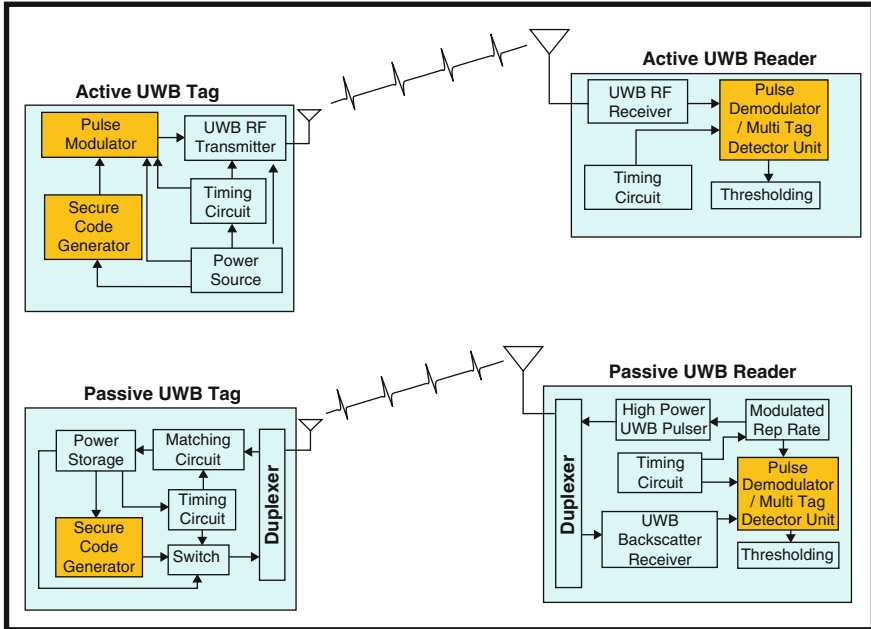 Active UWB Tag
Pulse
Modulator
UWB RF
Transmitter
Timing
Circuit
Secure
Code
Generator
Power
Source
Active UWB Reader
UWB RF
Receiver
Pulse
Demodulator
/ Multi Tag
Detector Unit
Timing
Circuit
Thresholding
Passive UWB Tag
Power
Storage
Matching
Circuit
Timing
Circuit
Secure
Code
Generator
Switch
Duplexer
Passive UWB Reader
Duplexer
High Power
UWB Pulser
Modulated
Rep Rate
Timing
Circuit
Pulse
Demodulator
/ Multi Tag
Detector Unit
UWB
Backscatter
Receiver
Thresholding